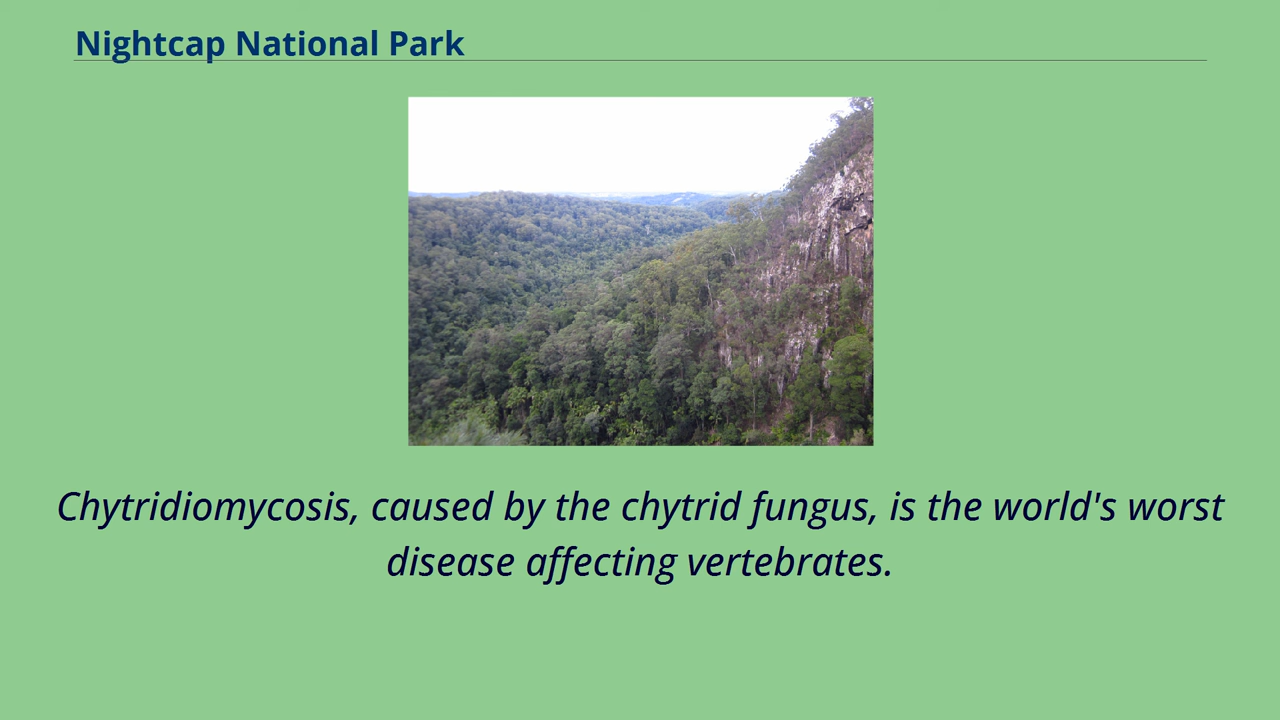 Nightcap National Park
Chytridiomycosis, caused by the chytrid fungus, is the world's worst
disease affecting vertebrates.